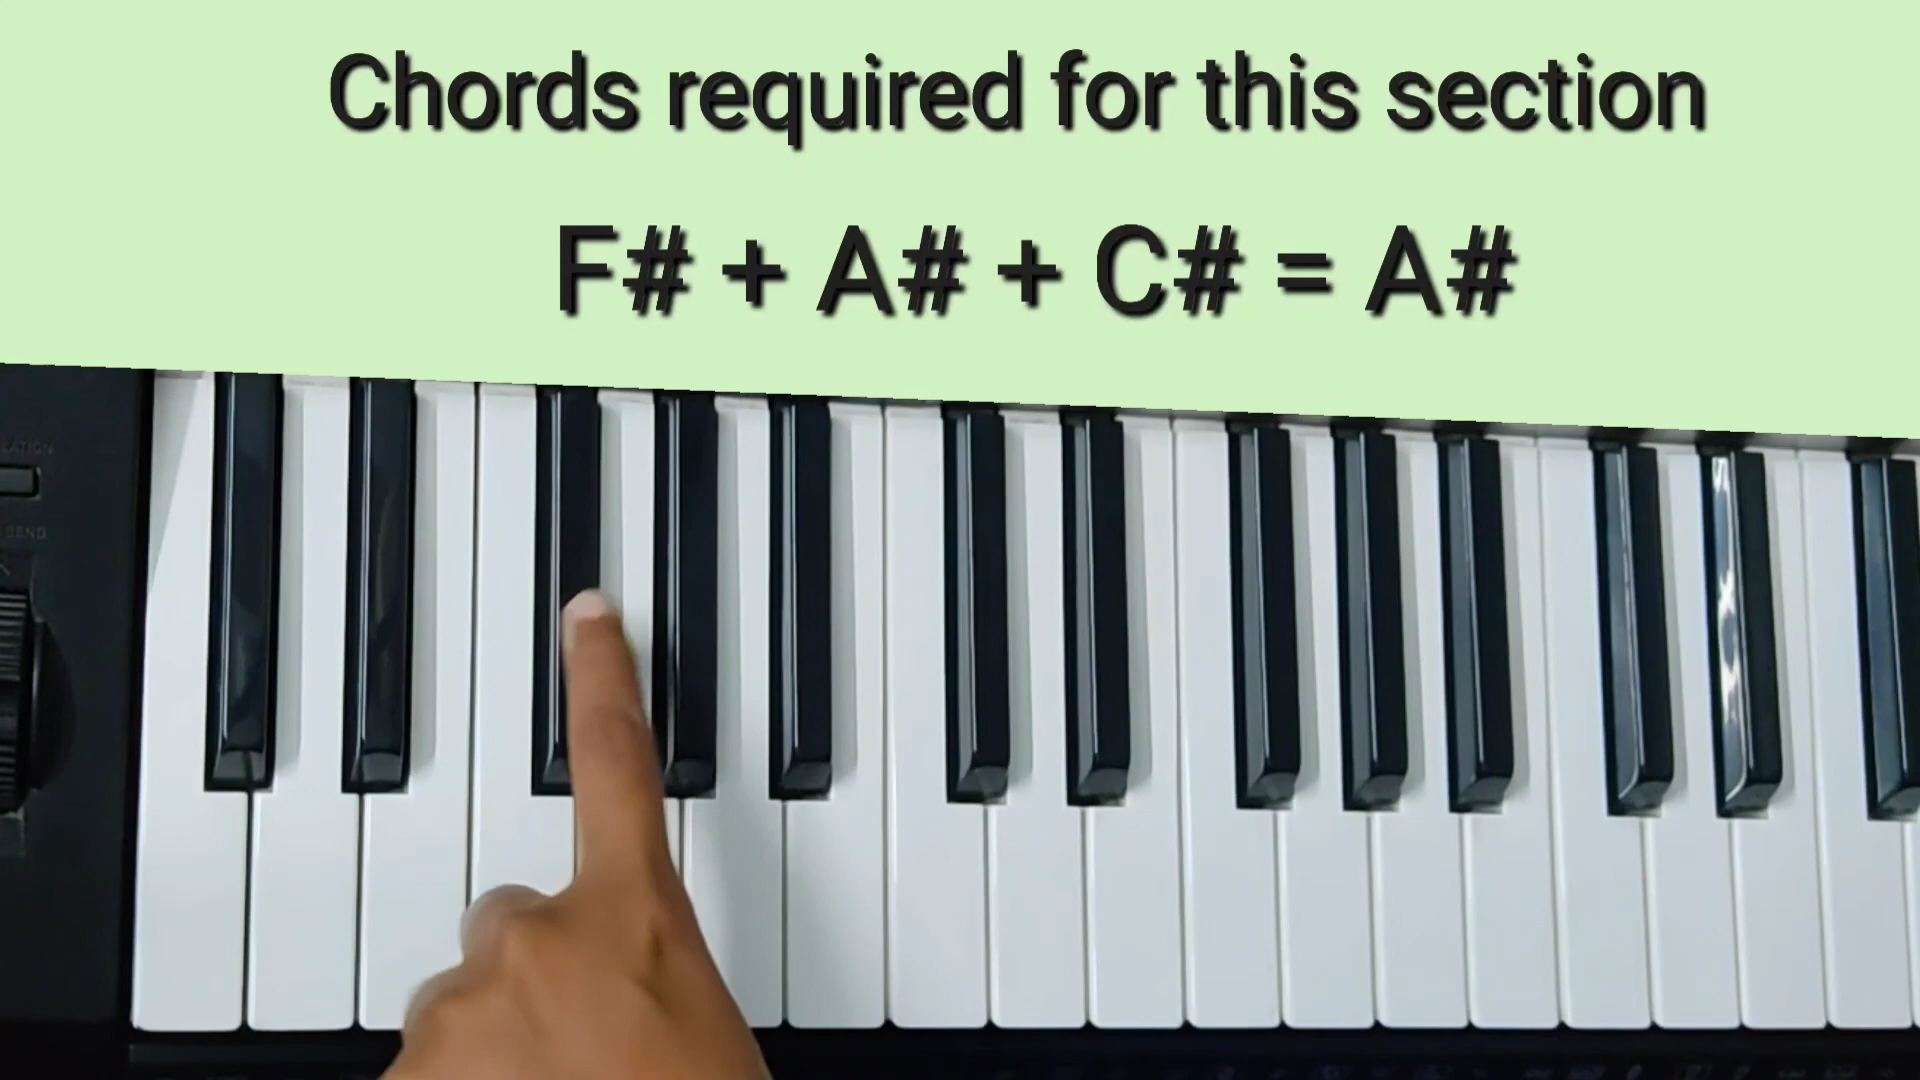 Chords required for this section
F# + A# + C# = A#